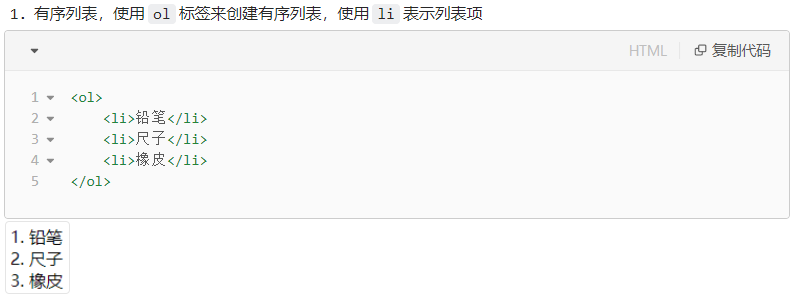 1. 有序列表，使用 ol 标签来创建有序列表，使用 li 表示列表项
HTML 复制代码
1 <ol>
2     <li>铅笔</li>
3     <li>尺子</li>
4     <li>橡皮</li>
5 </ol>
1. 铅笔
2. 尺子
3. 橡皮